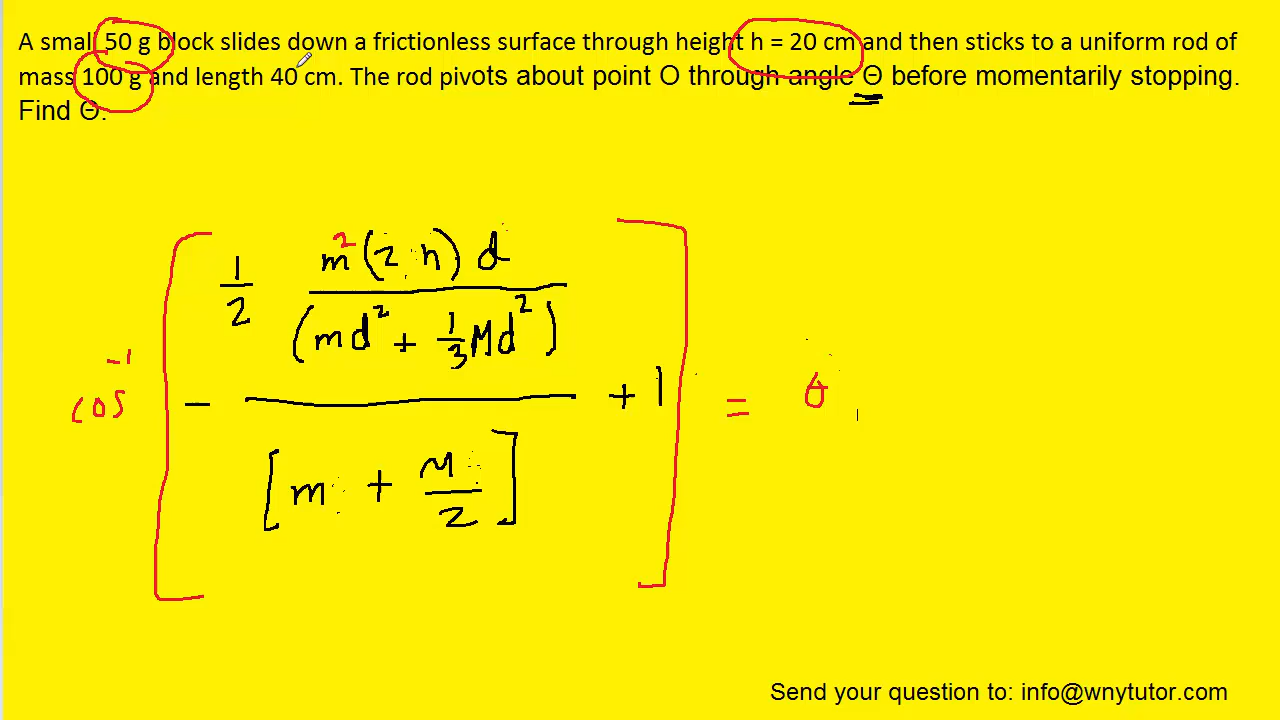 A small 50 g block slides down a frictionless surface through height h = 20 cm and then sticks to a uniform rod of
mass 100 g and length 40 cm. The rod pivots about point O through angle Θ before momentarily stopping.
Find Θ.
1 m² (2 h) d
2 (md² + 1/3 Md²)
cos⁻¹ [ - + 1 ] = θ
[ m + M/2 ]
Send your question to: info@wnytutor.com